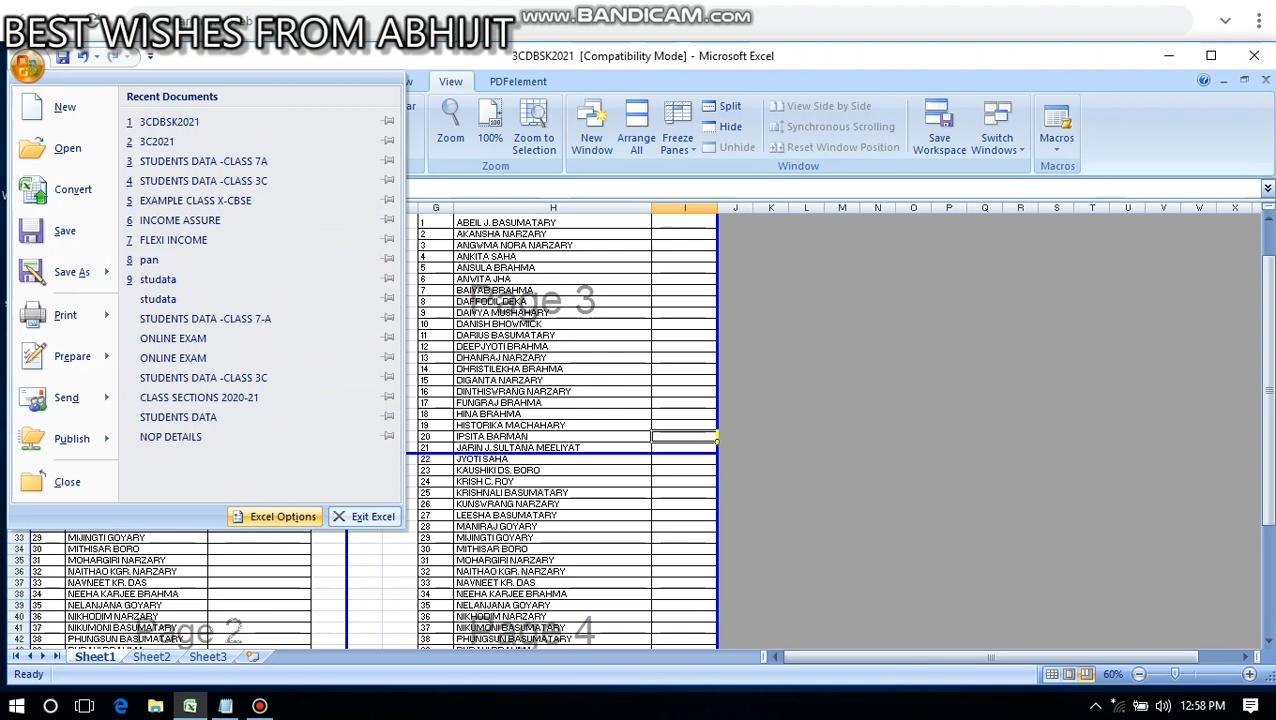 www.BANDICAM.com
BEST WISHES FROM ABHIJIT
3CDBSK2021 [Compatibility Mode] - Microsoft Excel
View
PDFelement
New
Open
Convert
Save
Save As
Print
Prepare
Send
Publish
Close
Recent Documents
1 3CDBSK2021
2 3C2021
3 STUDENTS DATA -CLASS 7A
4 STUDENTS DATA -CLASS 3C
5 EXAMPLE CLASS X-CBSE
6 INCOME ASSURE
7 FLEXI INCOME
8 pan
9 studata
studata
STUDENTS DATA -CLASS 7-A
ONLINE EXAM
ONLINE EXAM
STUDENTS DATA -CLASS 3C
CLASS SECTIONS 2020-21
STUDENTS DATA
NOP DETAILS
Excel Options
Exit Excel
Zoom
100%
Zoom to Selection
Zoom
New Window
Arrange All
Freeze Panes
Split
Hide
Unhide
View Side by Side
Synchronous Scrolling
Reset Window Position
Window
Save Workspace
Switch Windows
Macros
Macros
G H I J K L M N O P Q R S T U V W X
1 ABEIL J. BASUMATARY
2 AKANSHA NARZARY
3 ANGWMA NORA NARZARY
4 ANKITA SAHA
5 ANSULA BRAHMA
6 ANWITA JHA
7 BAIYAB BRAHMA
8 DAFFODIL DEKA
9 DAIVYA MUSHAHARY
10 DANISH BHOWMICK
11 DARIUS BASUMATARY
12 DEEPJYOTI BRAHMA
13 DHANRAJ NARZARY
14 DHRISTILEKHA BRAHMA
15 DIGANTA NARZARY
16 DINTHISWRANG NARZARY
17 FUNGRAJ BRAHMA
18 HINA BRAHMA
19 HISTORIKA MACHAHARY
20 IPSITA BARMAN
21 JARIN J. SULTANA MEELIYAT
22 JYOTI SAHA
23 KAUSHIKI DS. BORO
24 KRISH C. ROY
25 KRISHNALI BASUMATARY
26 KUNSWRANG NARZARY
27 LEESHA BASUMATARY
28 MANIRAJ GOYARY
29 MIJINGTI GOYARY
30 MITHISAR BORO
31 MOHARGIRI NARZARY
32 NAITHAO KGR. NARZARY
33 NAVNEET KR. DAS
34 NEEHA KARJEE BRAHMA
35 NELANJANA GOYARY
36 NIKHODIM NARZARY
37 NIKUMONI BASUMATARY
38 PHUNGSUN BASUMATARY
Page 3
Page 4
33 29 MIJINGTI GOYARY
34 30 MITHISAR BORO
35 31 MOHARGIRI NARZARY
36 32 NAITHAO KGR. NARZARY
37 33 NAVNEET KR. DAS
38 34 NEEHA KARJEE BRAHMA
39 35 NELANJANA GOYARY
40 36 NIKHODIM NARZARY
41 37 NIKUMONI BASUMATARY
42 38 PHUNGSUN BASUMATARY
Page 2
Sheet1 Sheet2 Sheet3
Ready
60%
12:58 PM